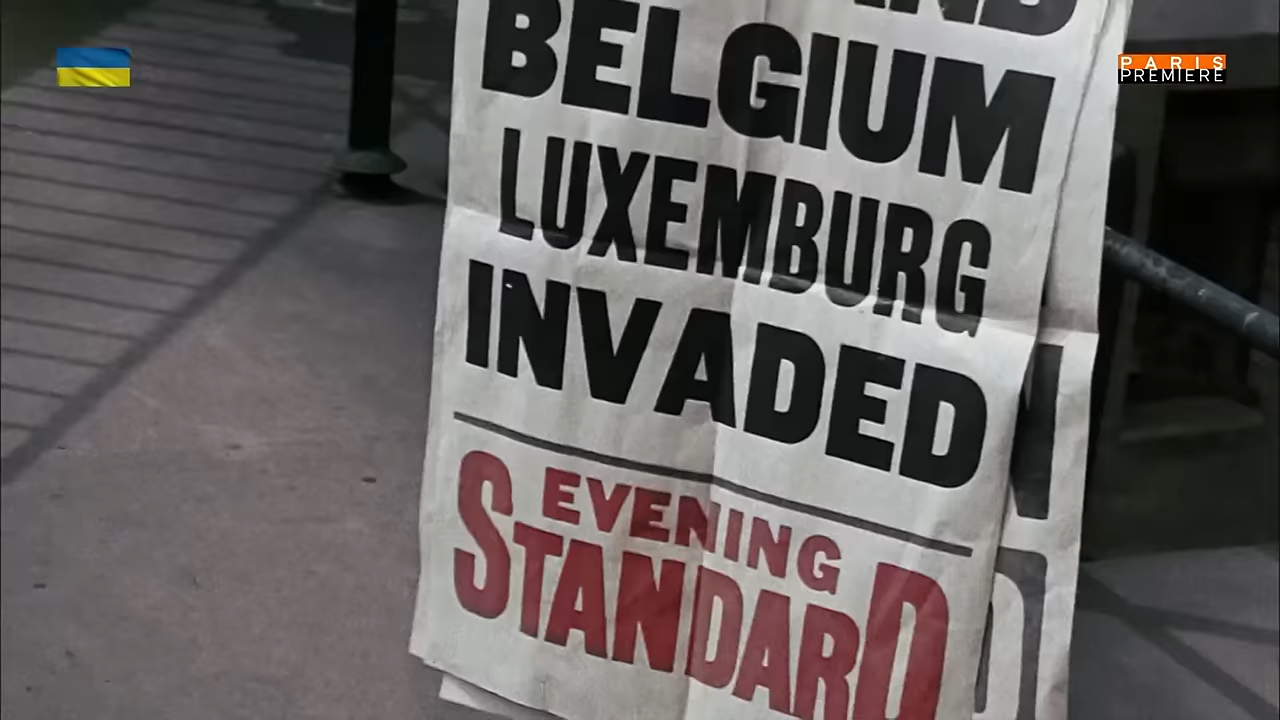 BELGIUM
LUXEMBURG
INVADED
EVENING
STANDARD
PARIS
PREMIERE